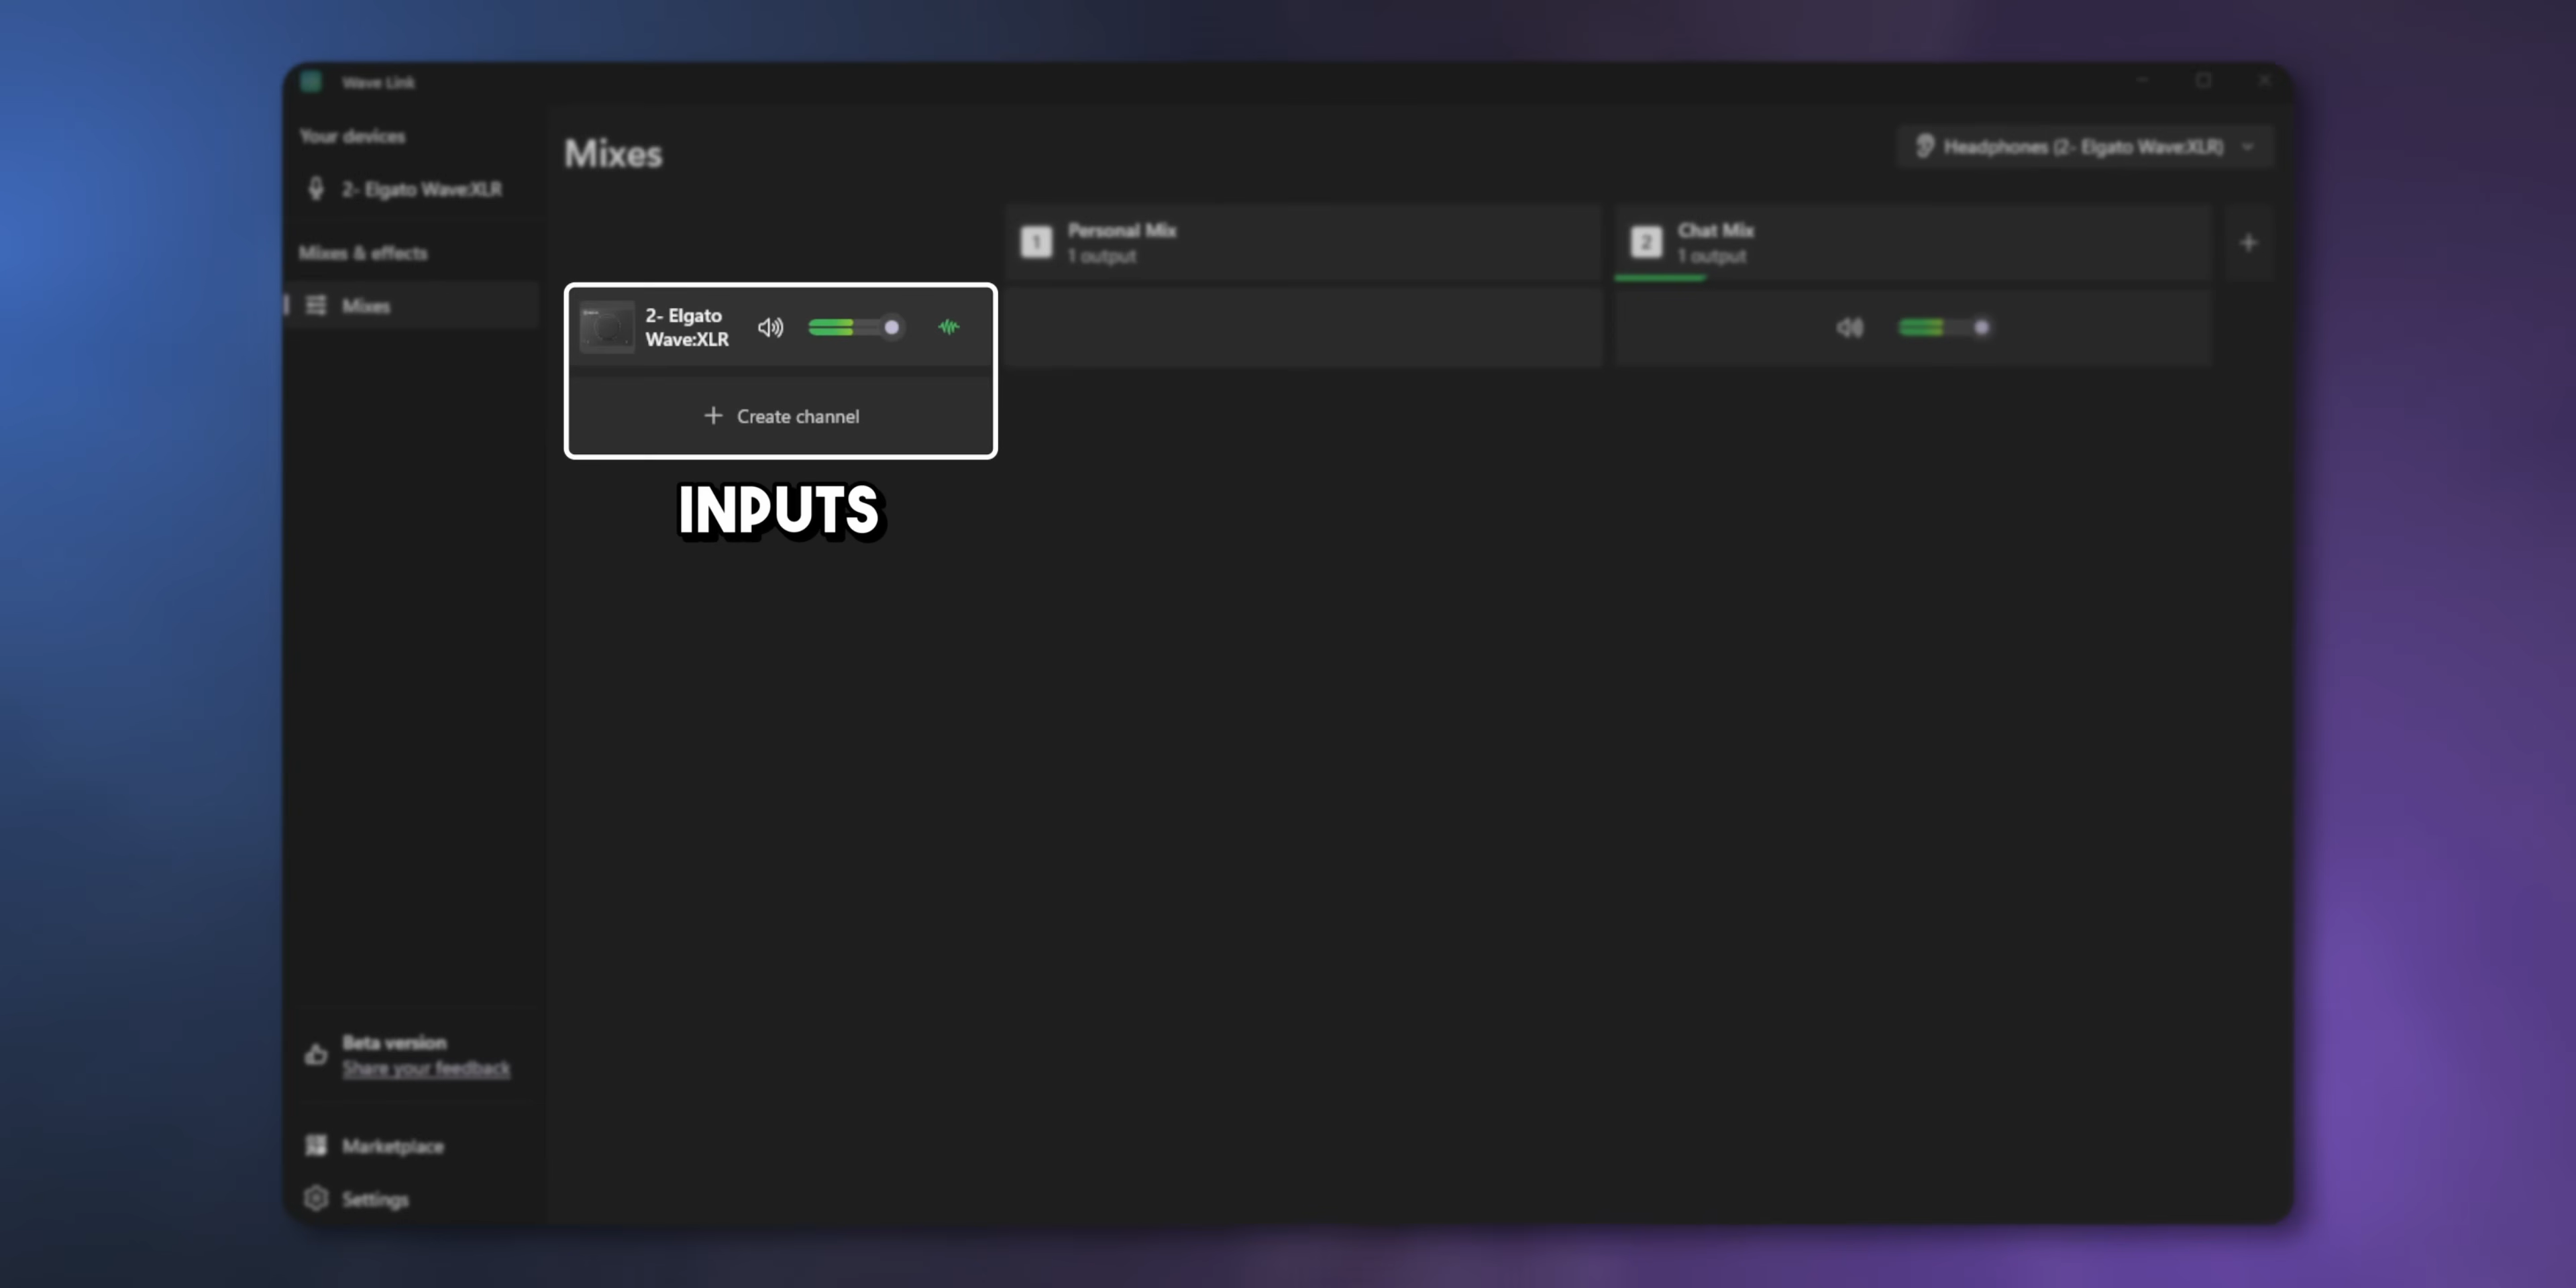 Wave Link
Your devices
2- Elgato Wave:XLR
Mixes & effects
Mixes
Beta version
Share your feedback
Marketplace
Settings
Mixes
Headphones (2- Elgato Wave:XLR)
1
Personal Mix
1 output
2
Chat Mix
1 output
2- Elgato
Wave:XLR
Create channel
INPUTS